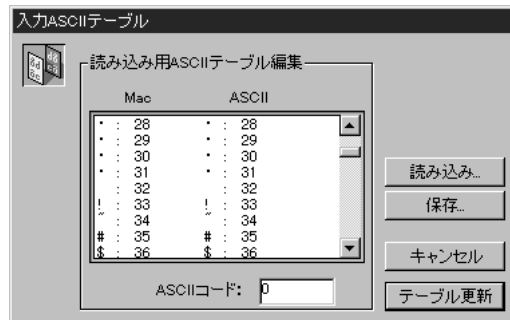 入力ASCIIテーブル
読み込み用ASCIIテーブル編集
Mac ASCII
・ : 28 ・ : 28
・ : 29 ・ : 29
・ : 30 ・ : 30
・ : 31 ・ : 31
: 32 : 32
! : 33 ! : 33
~ : 34 ~ : 34
# : 35 # : 35
$ : 36 $ : 36
読み込み...
保存...
キャンセル
ASCIIコード: 0
テーブル更新